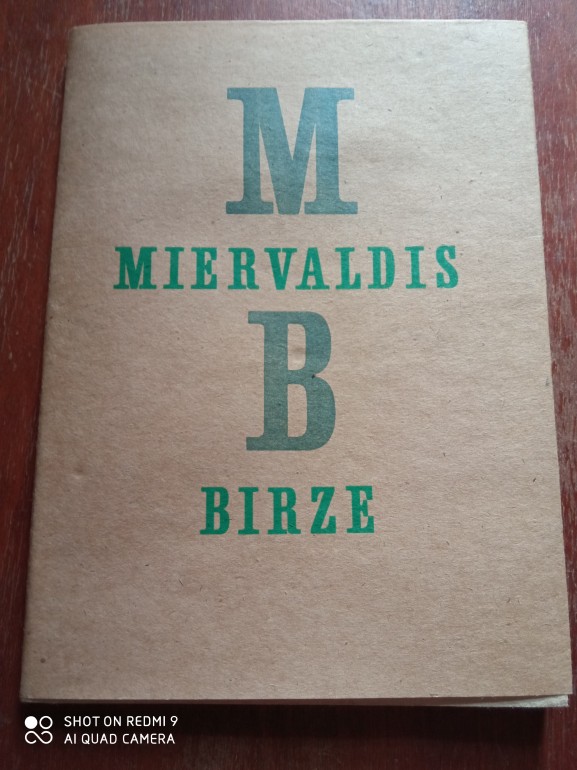 M
MIERVALDIS
B
BIRZE
SHOT ON REDMI 9
AI QUAD CAMERA